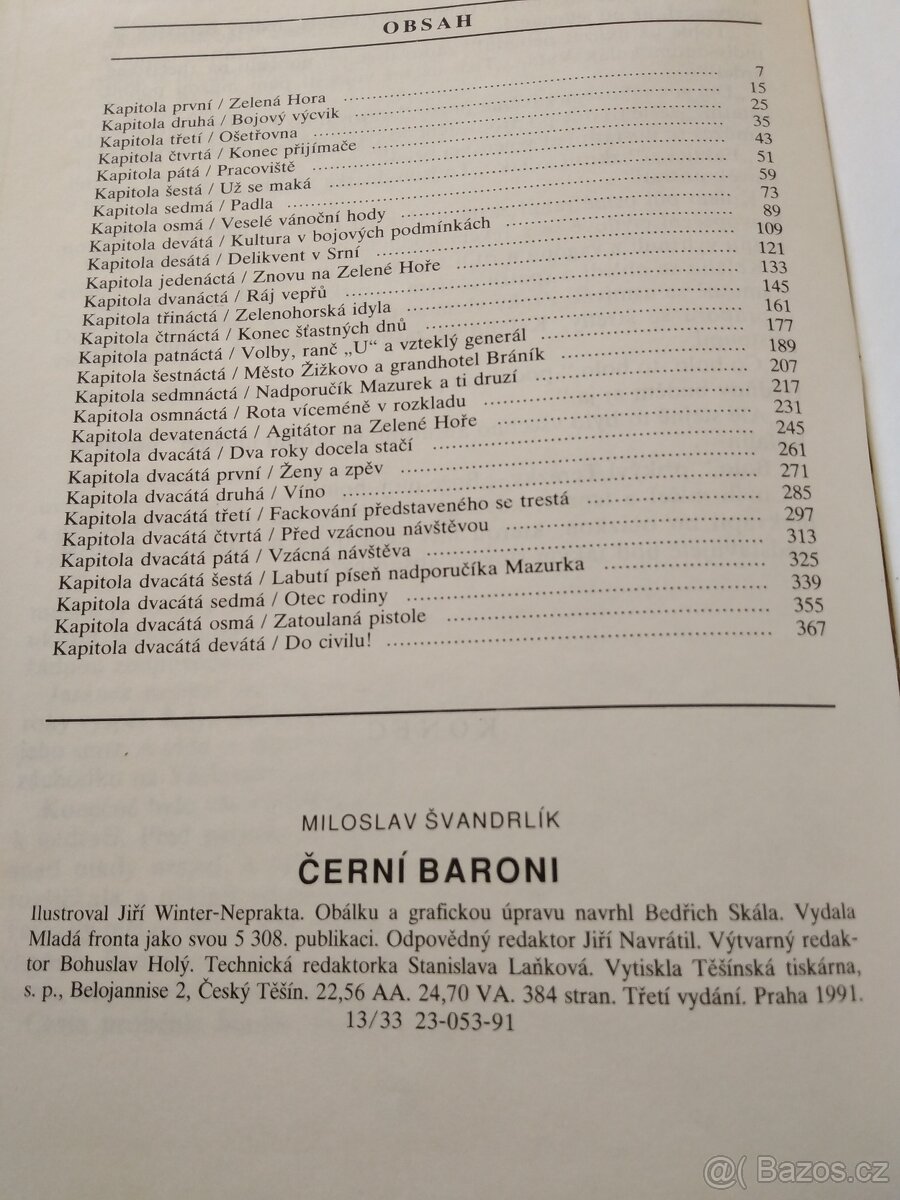 OBSAH
Kapitola první / Zelená Hora ........ 7
Kapitola druhá / Bojový výcvik ........ 15
Kapitola třetí / Ošetřovna ........ 25
Kapitola čtvrtá / Konec přijímače ........ 35
Kapitola pátá / Pracoviště ........ 43
Kapitola šestá / Už se maká ........ 51
Kapitola sedmá / Padla ........ 59
Kapitola osmá / Veselé vánoční hody ........ 73
Kapitola devátá / Kultura v bojových podmínkách ........ 89
Kapitola desátá / Delikvent v Srní ........ 109
Kapitola jedenáctá / Znovu na Zelené Hoře ........ 121
Kapitola dvanáctá / Ráj vepřů ........ 133
Kapitola třináctá / Zelenohorská idyla ........ 145
Kapitola čtrnáctá / Konec šťastných dnů ........ 161
Kapitola patnáctá / Volby, ranč „U“ a vzteklý generál ........ 177
Kapitola šestnáctá / Město Žižkovo a grandhotel Bráník ........ 189
Kapitola sedmnáctá / Nadporučík Mazurek a ti druzí ........ 207
Kapitola osmnáctá / Rota víceméně v rozkladu ........ 217
Kapitola devatenáctá / Agitátor na Zelené Hoře ........ 231
Kapitola dvacátá / Dva roky docela stačí ........ 245
Kapitola dvacátá první / Ženy a zpěv ........ 261
Kapitola dvacátá druhá / Víno ........ 271
Kapitola dvacátá třetí / Fackování představeného se trestá ........ 285
Kapitola dvacátá čtvrtá / Před vzácnou návštěvou ........ 297
Kapitola dvacátá pátá / Vzácná návštěva ........ 313
Kapitola dvacátá šestá / Labutí píseň nadporučíka Mazurka ........ 325
Kapitola dvacátá sedmá / Otec rodiny ........ 339
Kapitola dvacátá osmá / Zatoulaná pistole ........ 355
Kapitola dvacátá devátá / Do civilu! ........ 367
MILOSLAV ŠVANDRLÍK
ČERNÍ BARONI
Ilustroval Jiří Winter-Neprakta. Obálku a grafickou úpravu navrhl Bedřich Skála. Vydala
Mladá fronta jako svou 5 308. publikaci. Odpovědný redaktor Jiří Navrátil. Výtvarný redak-
tor Bohuslav Holý. Technická redaktorka Stanislava Laňková. Vytiskla Těšínská tiskárna,
s. p., Belojannise 2, Český Těšín. 22,56 AA. 24,70 VA. 384 stran. Třetí vydání. Praha 1991.
13/33 23-053-91
@( Bazos.cz